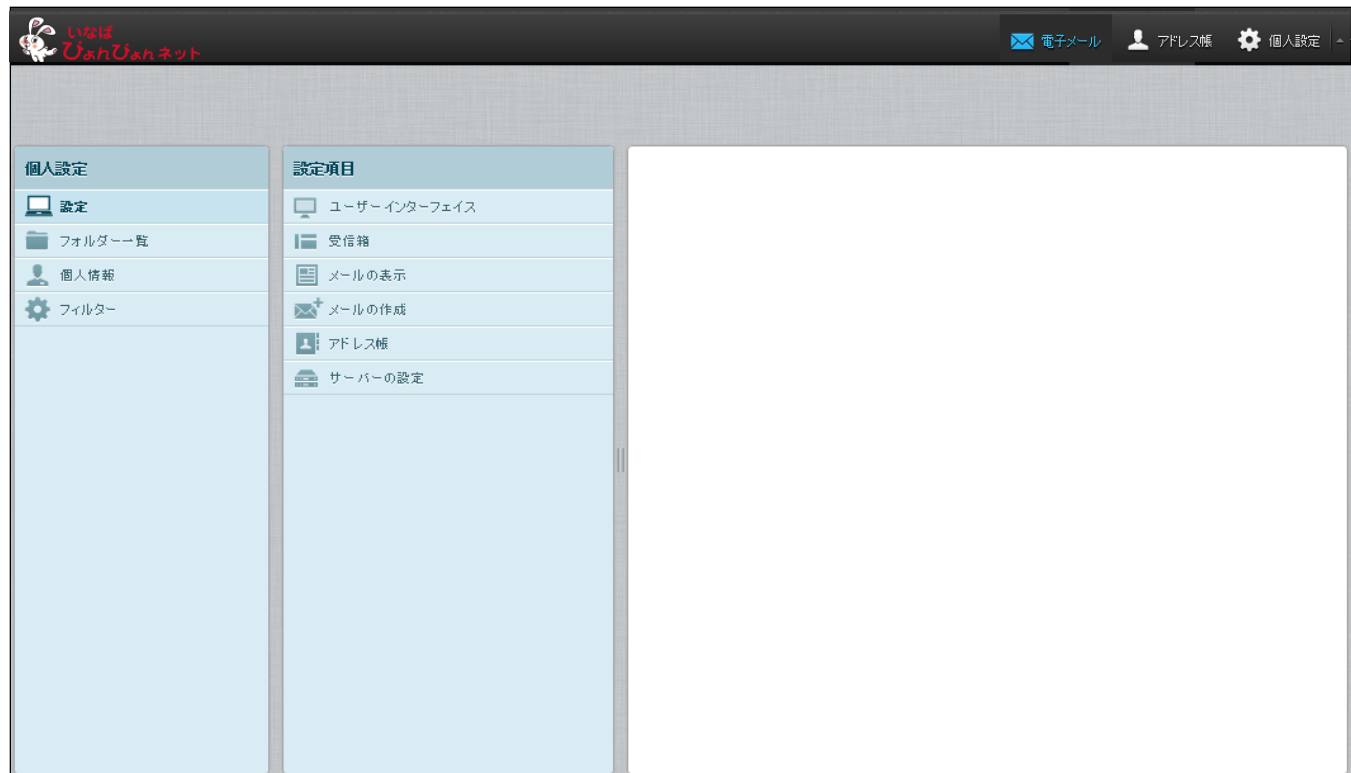 いなば
ぴょんぴょんネット
電子メール
アドレス帳
個人設定
個人設定
設定
フォルダー一覧
個人情報
フィルター
設定項目
ユーザーインターフェイス
受信箱
メールの表示
メールの作成
アドレス帳
サーバーの設定